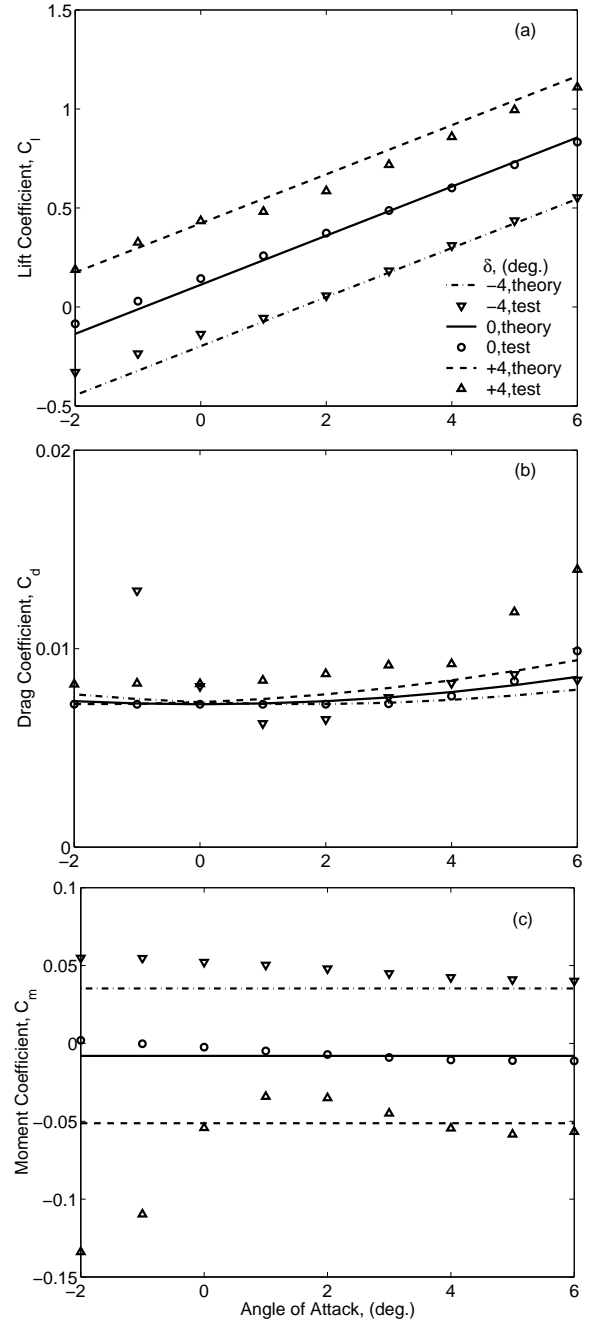 (a)
1.5
1
0.5
0
−0.5
Lift Coefficient, C_l
−2 0 2 4 6
δ, (deg.)
−4,theory
−4,test
0,theory
0,test
+4,theory
+4,test
(b)
0.02
0.01
0
Drag Coefficient, C_d
−2 0 2 4 6
(c)
0.1
0.05
0
−0.05
−0.1
−0.15
Moment Coefficient, C_m
−2 0 2 4 6
Angle of Attack, (deg.)